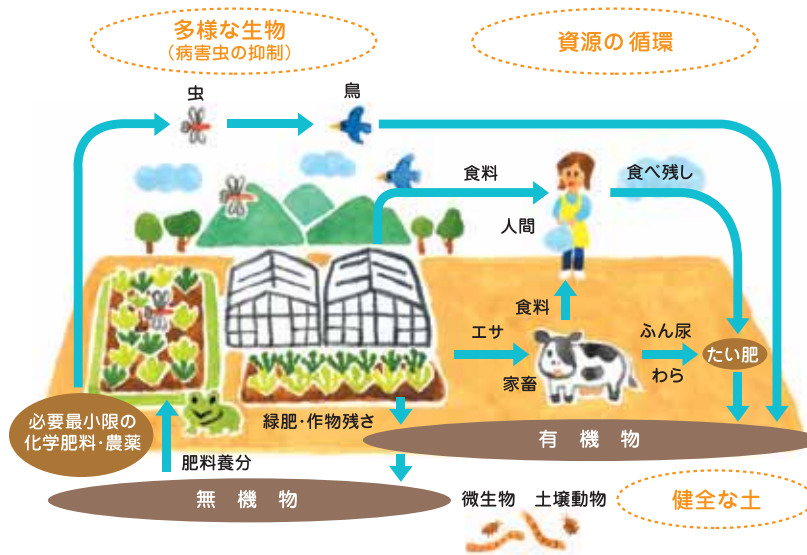 多様な生物
(病害虫の抑制)
資源の循環
虫
鳥
食料
食べ残し
人間
食料
エサ
家畜
ふん尿
わら
たい肥
必要最小限の
化学肥料・農薬
緑肥・作物残さ
有機物
肥料養分
無機物
微生物
土壌動物
健全な土